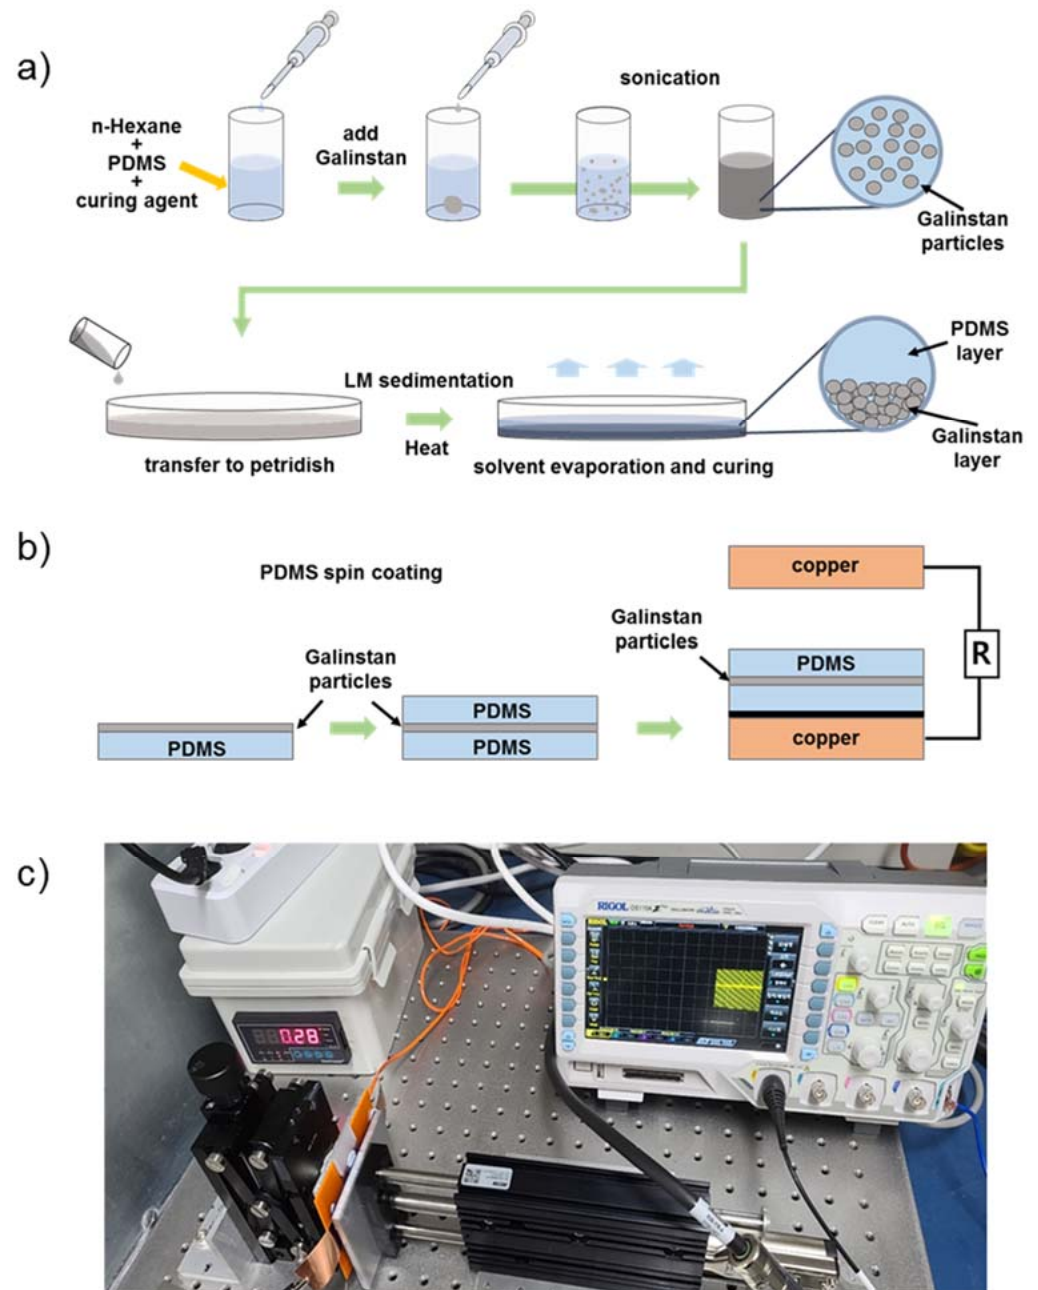 a)
n-Hexane
+
PDMS
+
curing agent
add
Galinstan
sonication
Galinstan
particles
LM sedimentation
Heat
transfer to petridish
solvent evaporation and curing
PDMS
layer
Galinstan
layer
b)
PDMS spin coating
Galinstan
particles
PDMS
PDMS
PDMS
Galinstan
particles
copper
PDMS
copper
R
c)
RIGOL
0.28